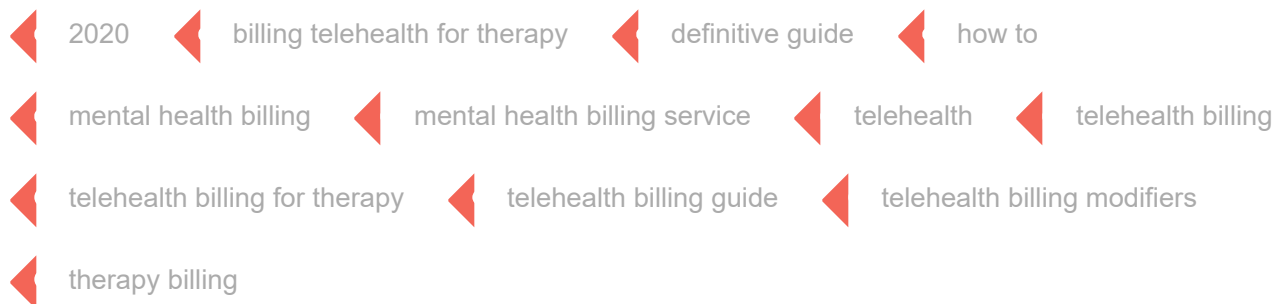 2020 billing telehealth for therapy definitive guide how to
mental health billing mental health billing service telehealth telehealth billing
telehealth billing for therapy telehealth billing guide telehealth billing modifiers
therapy billing